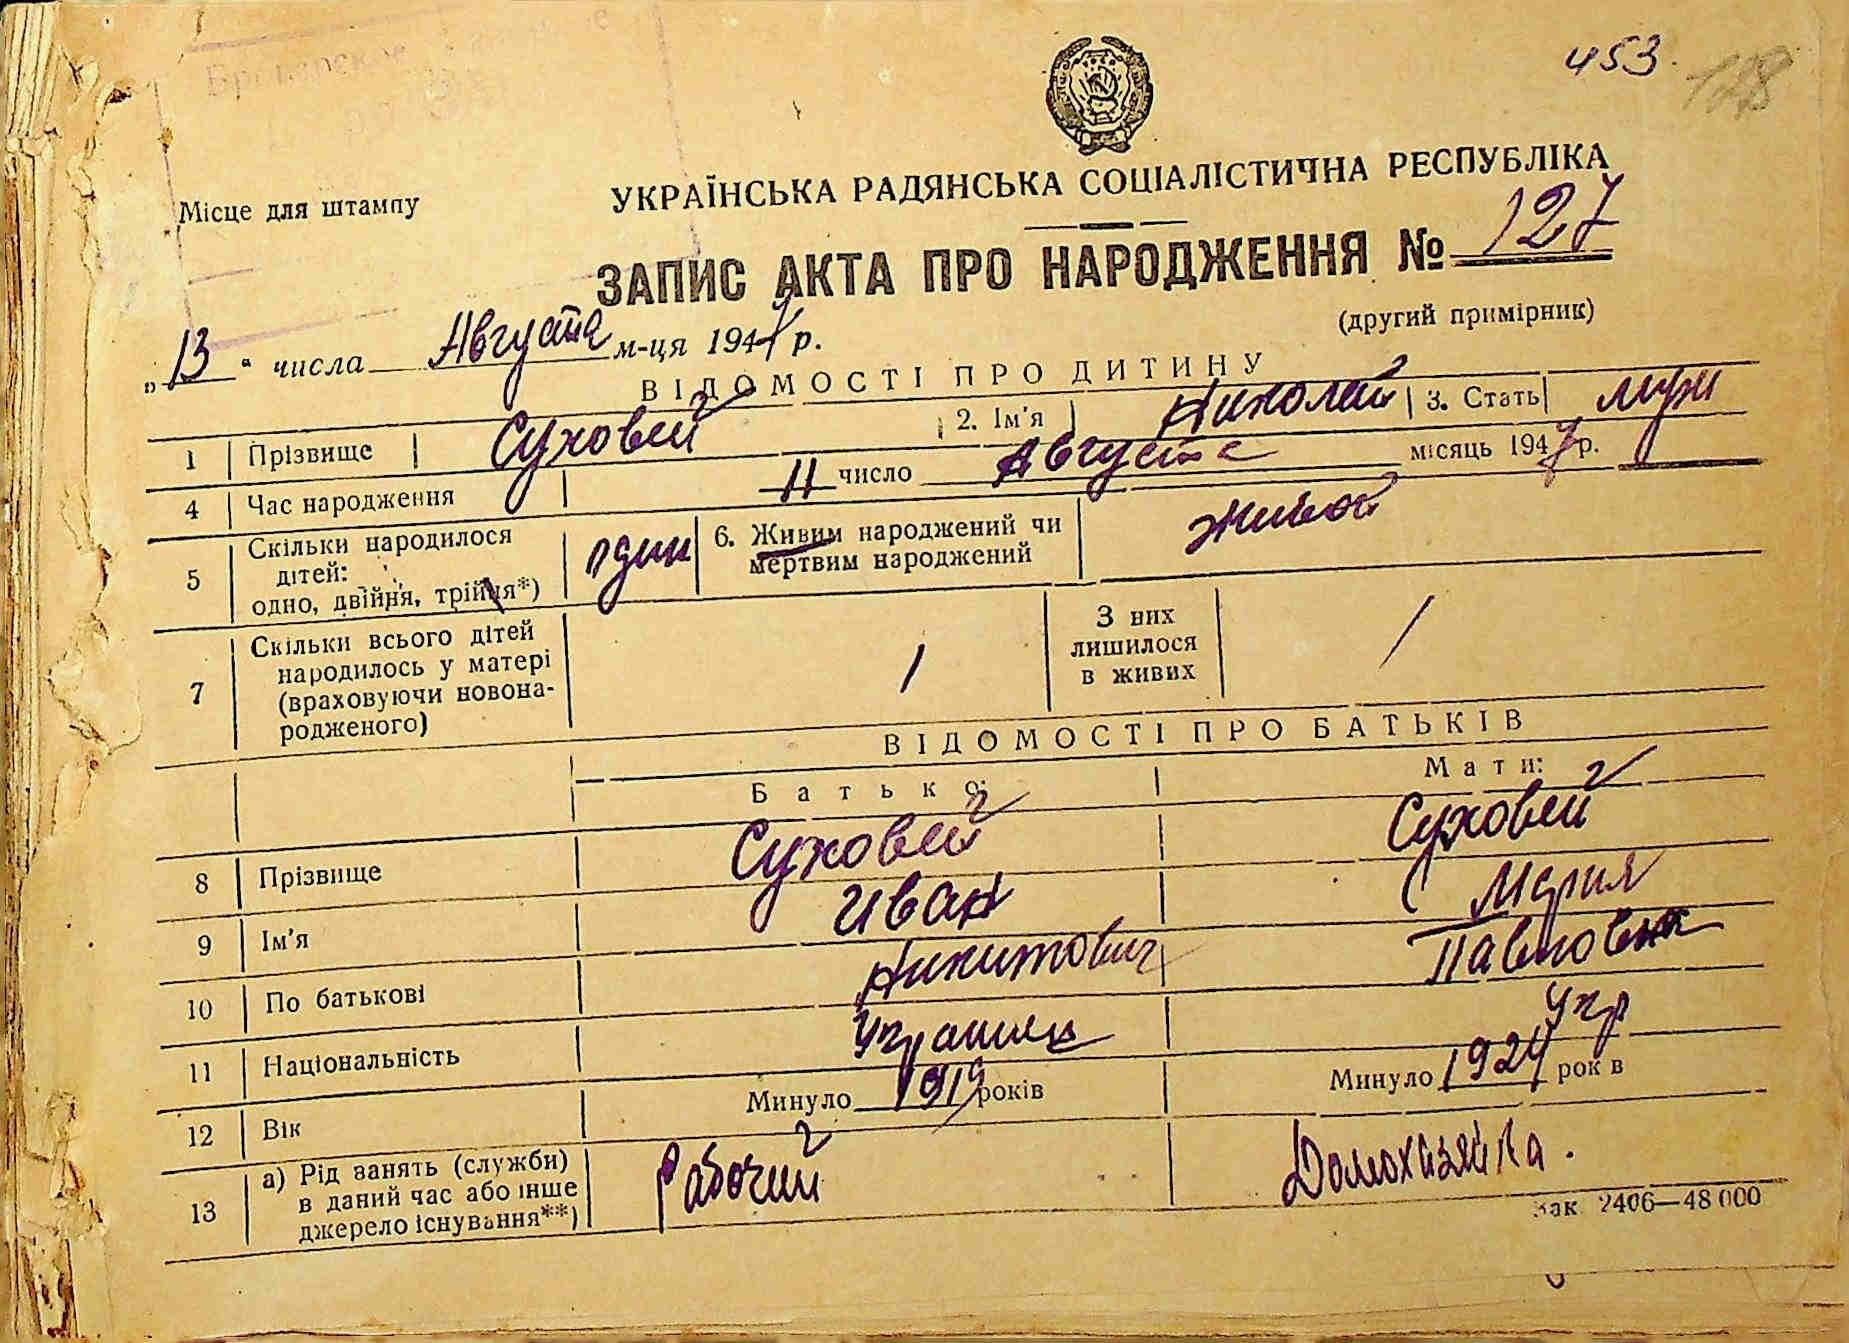 453. 128
Місце для штампу
УКРАЇНСЬКА РАДЯНСЬКА СОЦІАЛІСТИЧНА РЕСПУБЛІКА
ЗАПИС АКТА ПРО НАРОДЖЕННЯ № 127
(другий примірник)
„13“ числа Августа м-ця 1947 р.
ВІДОМОСТІ ПРО ДИТИНУ
1 Прізвище Суховей 2. Ім'я Николай 3. Стать муж
4 Час народження 11 число Августа місяць 1947 р.
5 Скільки народилося дітей: одно, двійня, трійня*) один 6. Живим народжений чи мертвим народжений живой
7 Скільки всього дітей народилось у матері (враховуючи новонародженого) 1 З них лишилося в живих 1
ВІДОМОСТІ ПРО БАТЬКІВ
Батько: Мати:
8 Прізвище Суховей Суховей
9 Ім'я Иван Мария
10 По батькові Никитович Павловна
11 Національність Украинец Укр
12 Вік Минуло 1919 років Минуло 1924 років
13 а) Рід занять (служби) в даний час або інше джерело існування**) Рабочий Домохазяйка.
Зак. 2406—48 000